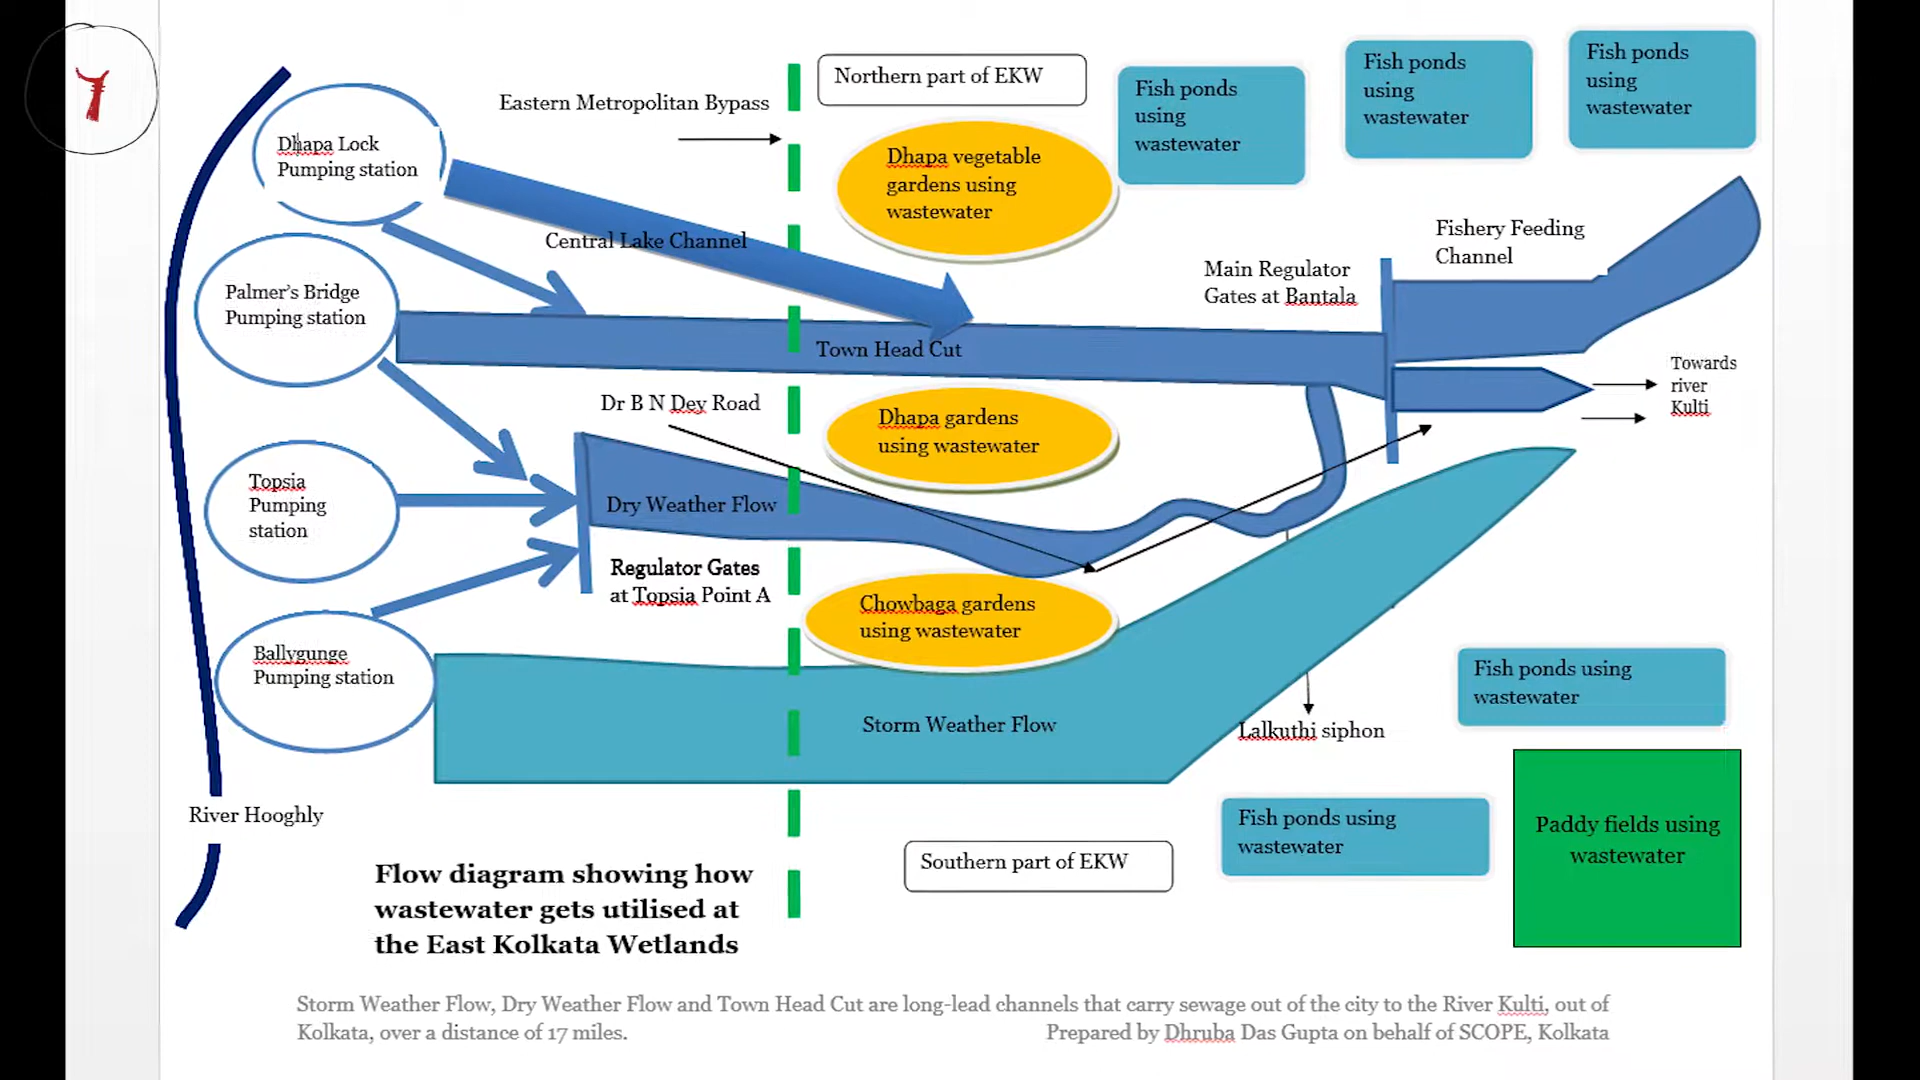 Dhapa Lock
Pumping station
Eastern Metropolitan Bypass
Northern part of EKW
Fish ponds
using
wastewater
Fish ponds
using
wastewater
Fish ponds
using
wastewater
Dhapa vegetable
gardens using
wastewater
Central Lake Channel
Fishery Feeding
Channel
Main Regulator
Gates at Bantala
Palmer's Bridge
Pumping station
Town Head Cut
Towards
river
Kulti
Dr B N Dey Road
Dhapa gardens
using wastewater
Topsia
Pumping
station
Dry Weather Flow
Regulator Gates
at Topsia Point A
Chowbaga gardens
using wastewater
Ballygunge
Pumping station
Storm Weather Flow
Lalkuthi siphon
Fish ponds using
wastewater
River Hooghly
Fish ponds using
wastewater
Paddy fields using
wastewater
Southern part of EKW
Flow diagram showing how
wastewater gets utilised at
the East Kolkata Wetlands
Storm Weather Flow, Dry Weather Flow and Town Head Cut are long-lead channels that carry sewage out of the city to the River Kulti, out of
Kolkata, over a distance of 17 miles.
Prepared by Dhruba Das Gupta on behalf of SCOPE, Kolkata